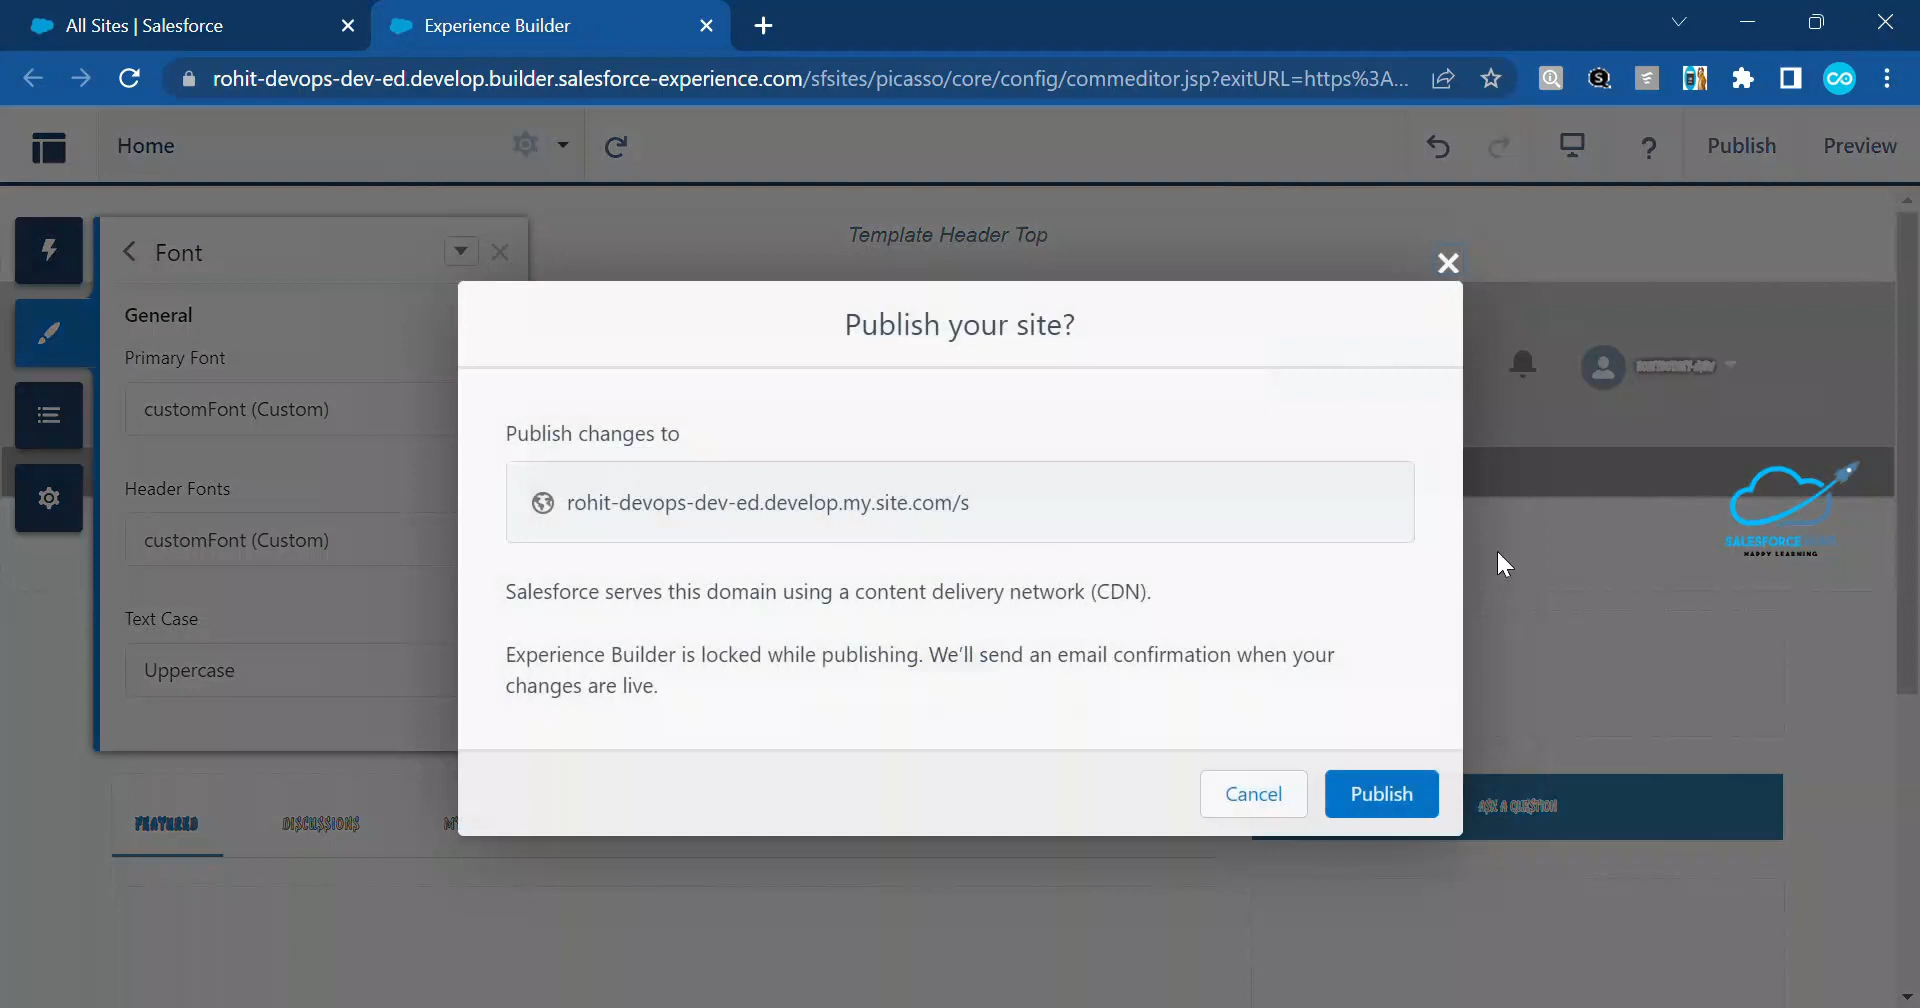 All Sites | Salesforce
Experience Builder
rohit-devops-dev-ed.develop.builder.salesforce-experience.com/sfsites/picasso/core/config/commeditor.jsp?exitURL=https%3A...
Home
Publish
Preview
Template Header Top
Font
General
Primary Font
customFont (Custom)
Header Fonts
customFont (Custom)
Text Case
Uppercase
Publish your site?
Publish changes to
rohit-devops-dev-ed.develop.my.site.com/s
Salesforce serves this domain using a content delivery network (CDN).
Experience Builder is locked while publishing. We'll send an email confirmation when your
changes are live.
Cancel
Publish
SALESFORCE
HAPPY LEARNING
FEATURED
DISCUSSIONS
ASK A QUESTION